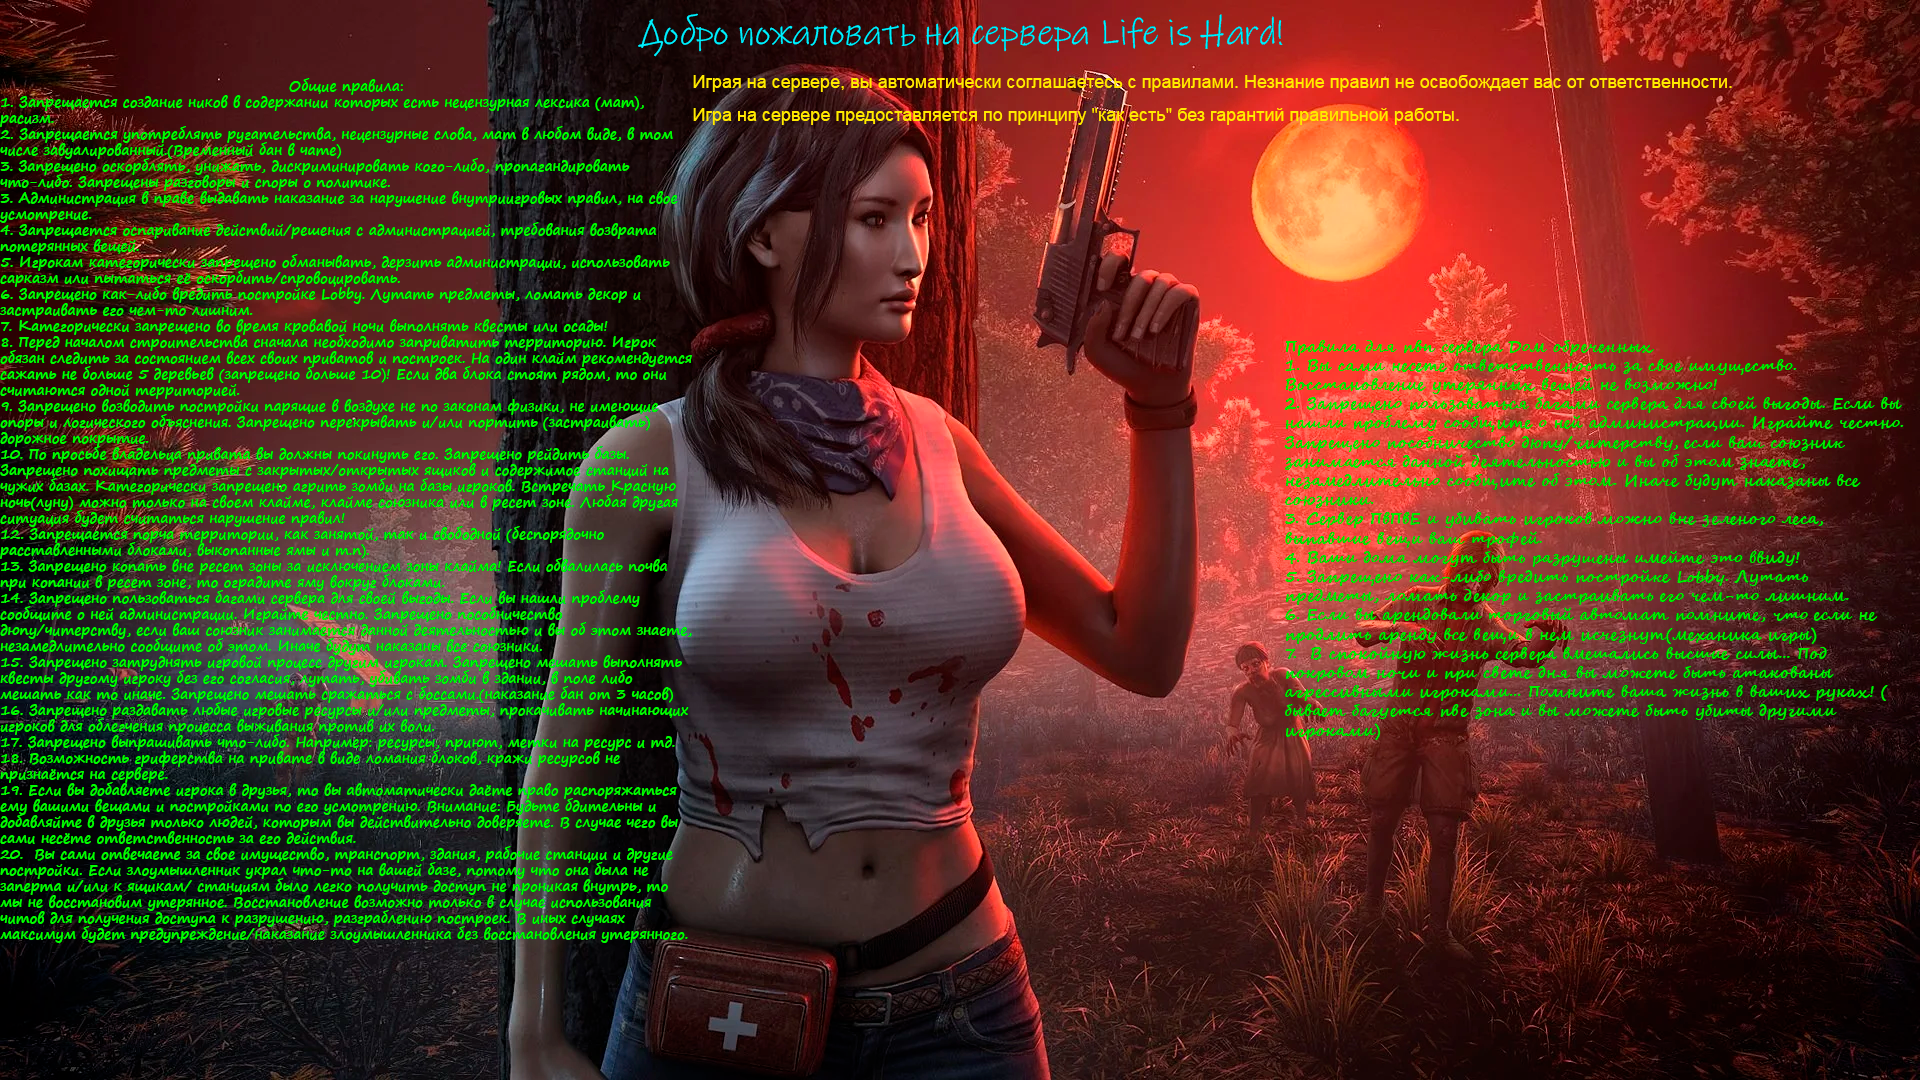 Добро пожаловать на сервера Life is Hard!
Играя на сервере, вы автоматически соглашаетесь с правилами. Незнание правил не освобождает вас от ответственности.
Игра на сервере предоставляется по принципу "как есть" без гарантий правильной работы.
Общие правила:
1. Запрещается создание ников в содержании которых есть нецензурная лексика (мат),
расизм.
2. Запрещается употреблять ругательства, нецензурные слова, мат в любом виде, в том
числе завуалированный.(Временный бан в чате)
3. Запрещено оскорблять, унижать, дискриминировать кого-либо, пропагандировать
что-либо. Запрещены разговоры и споры о политике.
3. Администрация в праве выдавать наказание за нарушение внутриигровых правил, на свое
усмотрение.
4. Запрещается оспаривание действий/решения с администрацией, требования возврата
потерянных вещей.
5. Игрокам категорически запрещено обманывать, дерзить администрации, использовать
сарказм или пытаться её оскорбить/спровоцировать.
6. Запрещено как-либо вредить постройке Lobby. Лутать предметы, ломать декор и
застраивать его чем-то лишним.
7. Категорически запрещено во время кровавой ночи выполнять квесты или осады!
8. Перед началом строительства сначала необходимо заприватить территорию. Игрок
обязан следить за состоянием всех своих приватов и построек. На один клайм рекомендуется
сажать не больше 5 деревьев (запрещено больше 10)! Если два блока стоят рядом, то они
считаются одной территорией.
9. Запрещено возводить постройки парящие в воздухе не по законам физики, не имеющие
опоры и логического объяснения. Запрещено перекрывать и/или портить (застраивать)
дорожное покрытие.
10. По просьбе владельца привата вы должны покинуть его. Запрещено рейдить базы.
Запрещено похищать предметы с закрытых/открытых ящиков и содержимое станций на
чужих базах. Категорически запрещено агрить зомби на базы игроков. Встречать Красную
ночь(луну) можно только на своем клайме, клайме союзника или в ресет зоне. Любая другая
ситуация будет считаться нарушение правил!
12. Запрещается порча территории, как занятой, так и свободной (беспорядочно
расставленными блоками, выкопанные ямы и т.п).
13. Запрещено копать вне ресет зоны за исключением зоны клайма! Если обвалилась почва
при копании в ресет зоне, то оградите яму вокруг блоками.
14. Запрещено пользоваться багами сервера для своей выгоды. Если вы нашли проблему
сообщите о ней администрации. Играйте честно. Запрещено пособничество
дюпу/читерству, если ваш союзник занимается данной деятельностью и вы об этом знаете,
незамедлительно сообщите об этом. Иначе будут наказаны все союзники.
15. Запрещено затруднять игровой процесс другим игрокам. Запрещено мешать выполнять
квесты другому игроку без его согласия, лутать, убивать зомби в здании, в поле либо
мешать как то иначе. Запрещено мешать сражаться с боссами.(наказание бан от 3 часов)
16. Запрещено раздавать любые игровые ресурсы и/или предметы, прокачивать начинающих
игроков для облегчения процесса выживания против их воли.
17. Запрещено выпрашивать что-либо. Например: ресурсы, приют, метки на ресурс и тд.
18. Возможность гриферства на привате в виде ломания блоков, кражи ресурсов не
признаётся на сервере.
19. Если вы добавляете игрока в друзья, то вы автоматически даёте право распоряжаться
ему вашими вещами и постройками по его усмотрению. Внимание: Будьте бдительны и
добавляйте в друзья только людей, которым вы действительно доверяете. В случае чего вы
сами несёте ответственность за его действия.
20. Вы сами отвечаете за свое имущество, транспорт, здания, рабочие станции и другие
постройки. Если злоумышленник украл что-то на вашей базе, потому что она была не
заперта и/или к ящикам/ станциям было легко получить доступ не проникая внутрь, то
мы не восстановим утерянное. Восстановление возможно только в случае использования
читов для получения доступа к разрушению, разграблению построек. В иных случаях
максимум будет предупреждение/наказание злоумышленника без восстановления утерянного.
Правила для пвп сервера Дом обреченных
1. Вы сами несете ответственность за свое имущество.
Восстановление утерянных вещей не возможно!
2. Запрещено пользоваться багами сервера для своей выгоды. Если вы
нашли проблему сообщите о ней администрации. Играйте честно.
Запрещено пособничество дюпу/читерству, если ваш союзник
занимается данной деятельностью и вы об этом знаете,
незамедлительно сообщите об этом. Иначе будут наказаны все
союзники.
3. Сервер ПвПвЕ и убивать игроков можно вне зеленого леса,
выпавшие вещи ваш трофей.
4. Ваши дома могут быть разрушены имейте это ввиду!
5. Запрещено как-либо вредить постройке Lobby. Лутать
предметы, ломать декор и застраивать его чем-то лишним.
6. Если вы арендовали торговый автомат помните, что если не
продлить аренду все вещи в нем исчезнут(механика игры)
7. В спокойную жизнь сервера вмешались высшие силы... Под
покровом ночи и при свете дня вы можете быть атакованы
агрессивными игроками... Помните ваша жизнь в ваших руках! (
бывает багуется пве зона и вы можете быть убиты другими
игроками)